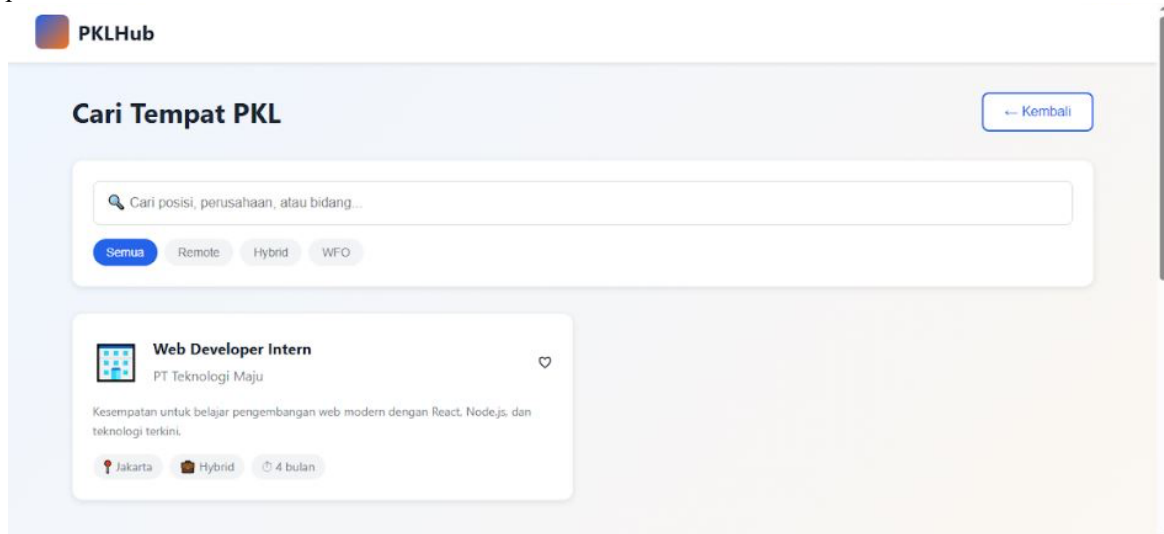 PKLHub
Cari Tempat PKL
← Kembali
🔍 Cari posisi, perusahaan, atau bidang...
Semua Remote Hybrid WFO
Web Developer Intern
PT Teknologi Maju
Kesempatan untuk belajar pengembangan web modern dengan React, Node.js, dan
teknologi terkini.
📍 Jakarta 💼 Hybrid ⏱ 4 bulan